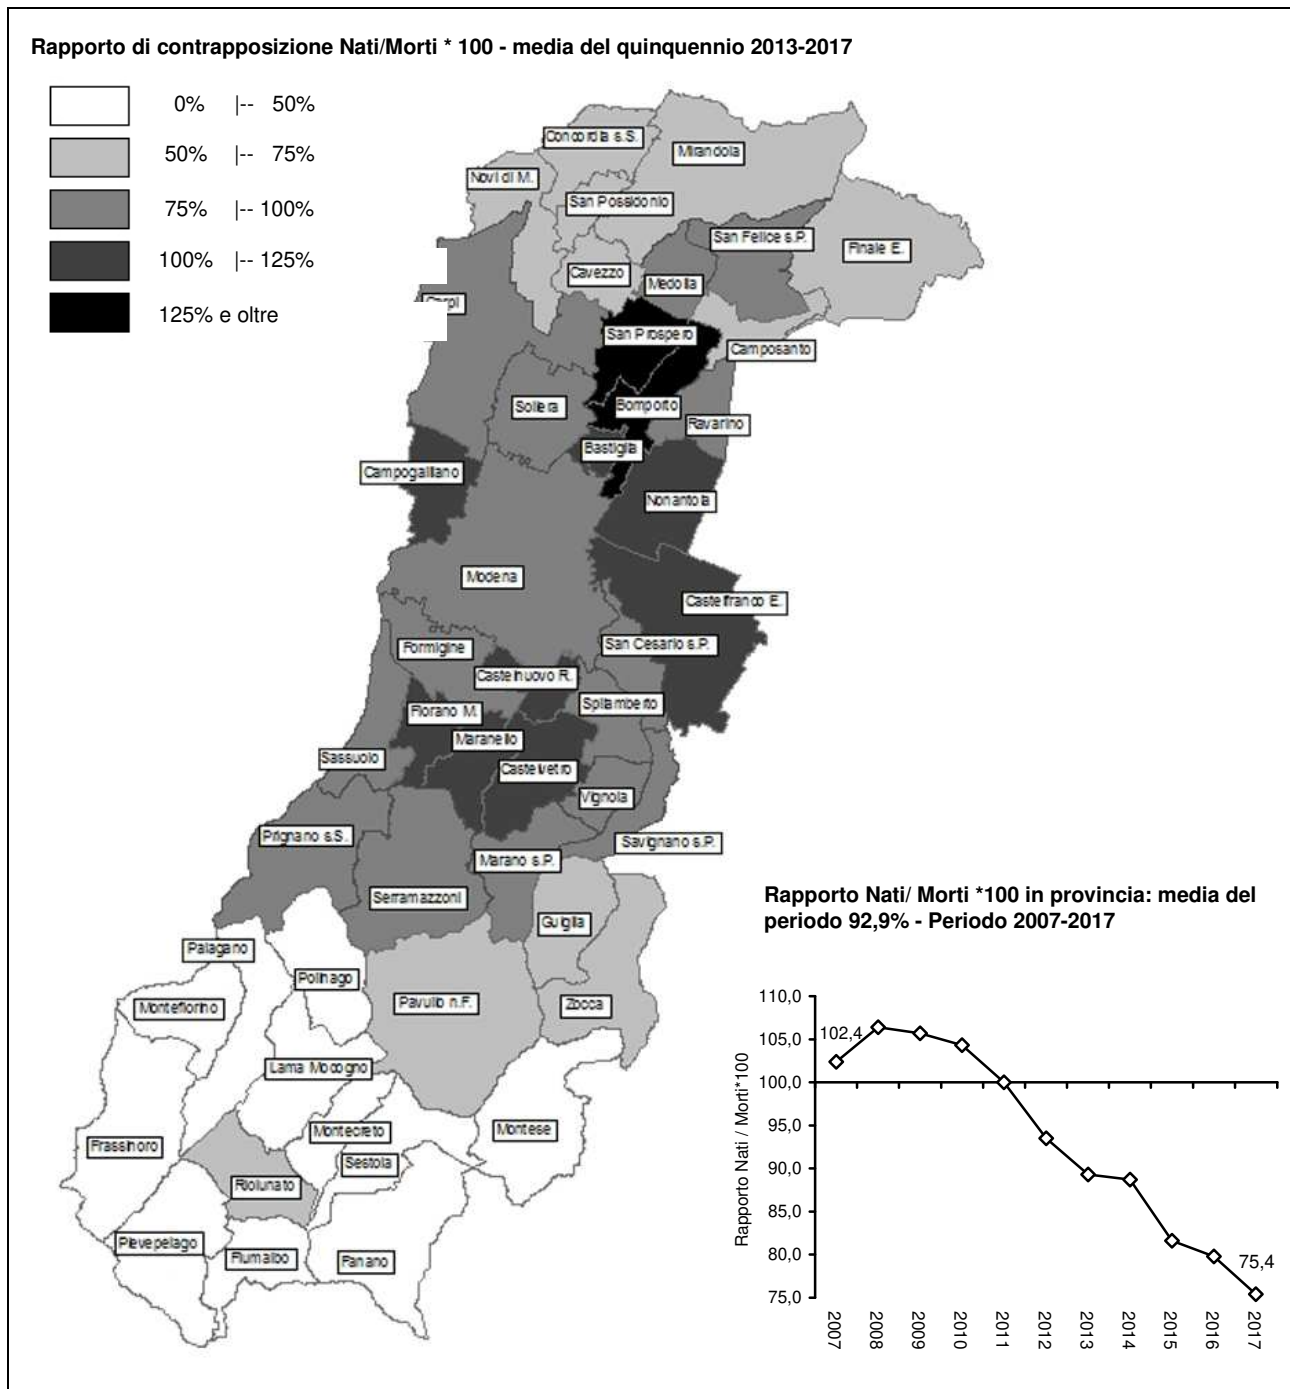 Rapporto di contrapposizione Nati/Morti * 100 - media del quinquennio 2013-2017
0% |-- 50%
50% |-- 75%
75% |-- 100%
100% |-- 125%
125% e oltre
Concordia s.S.
Mirandola
Novi di M.
San Possidonio
San Felice s.P.
Finale E.
Cavezzo
Medolla
Carpi
San Prospero
Camposanto
Soliera
Bomporto
Ravarino
Bastiglia
Campogalliano
Nonantola
Modena
Castelfranco E.
Formigine
San Cesario s.P.
Castelnuovo R.
Spilamberto
Fiorano M.
Maranello
Sassuolo
Castelvetro
Vignola
Prignano s.S.
Savignano s.P.
Marano s.P.
Serramazzoni
Guiglia
Palagano
Polinago
Montefiorino
Pavullo n.F.
Zocca
Lama Mocogno
Montecreto
Montese
Frassinoro
Sestola
Riolunato
Pievepelago
Fiumalbo
Fanano
Rapporto Nati/ Morti *100 in provincia: media del
periodo 92,9% - Periodo 2007-2017
Rapporto Nati / Morti*100
110,0
105,0
100,0
95,0
90,0
85,0
80,0
75,0
102,4
75,4
2007
2008
2009
2010
2011
2012
2013
2014
2015
2016
2017